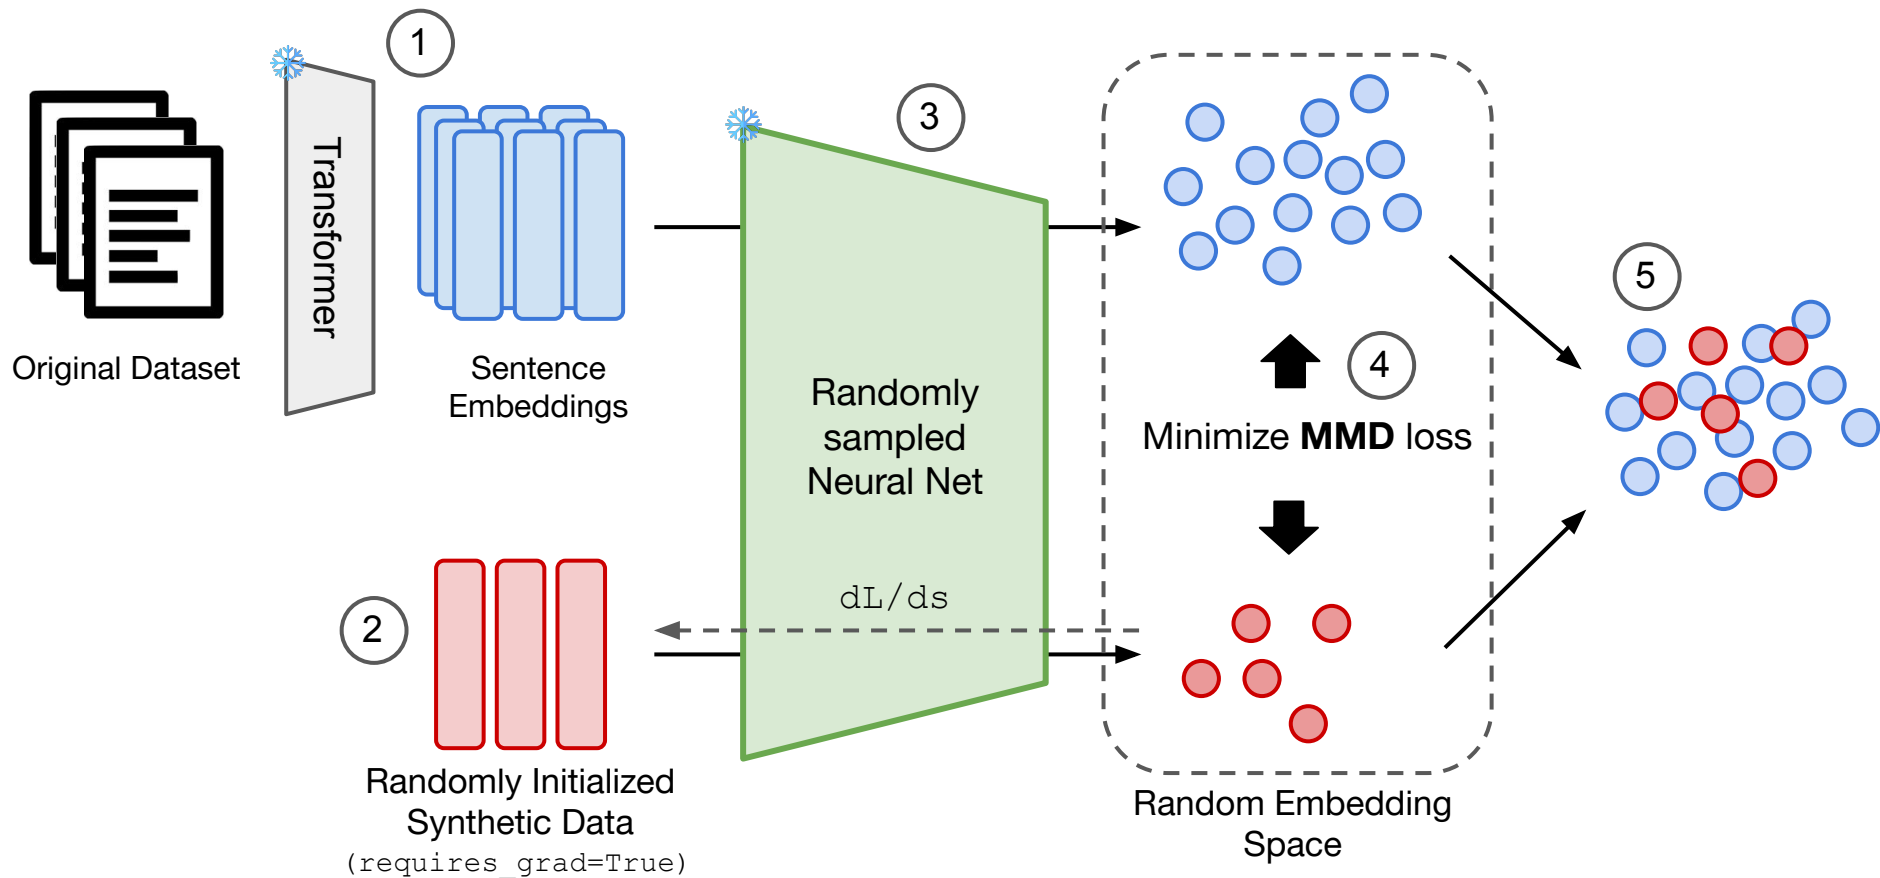 1
Transformer
Original Dataset
Sentence
Embeddings
2
Randomly Initialized
Synthetic Data
(requires_grad=True)
3
Randomly
sampled
Neural Net
dL/ds
4
Minimize MMD loss
Random Embedding
Space
5